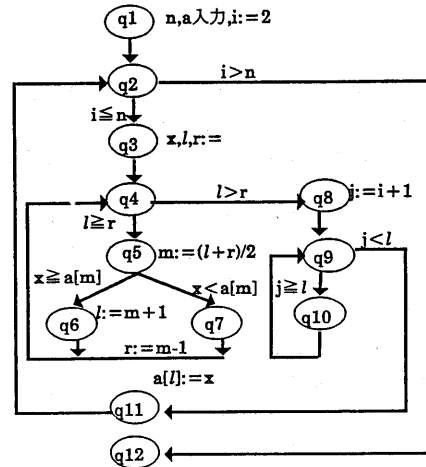 q1 n,a入力,i:=2
q2 i>n
i≦n
q3 x,l,r:=
q4 l>r q8 j:=i+1
l≧r
q5 m:=(l+r)/2 q9 j<l
x≧a[m] x<a[m] j≧l
q6 l:=m+1 q7 q10
r:=m-1
a[l]:=x
q11
q12